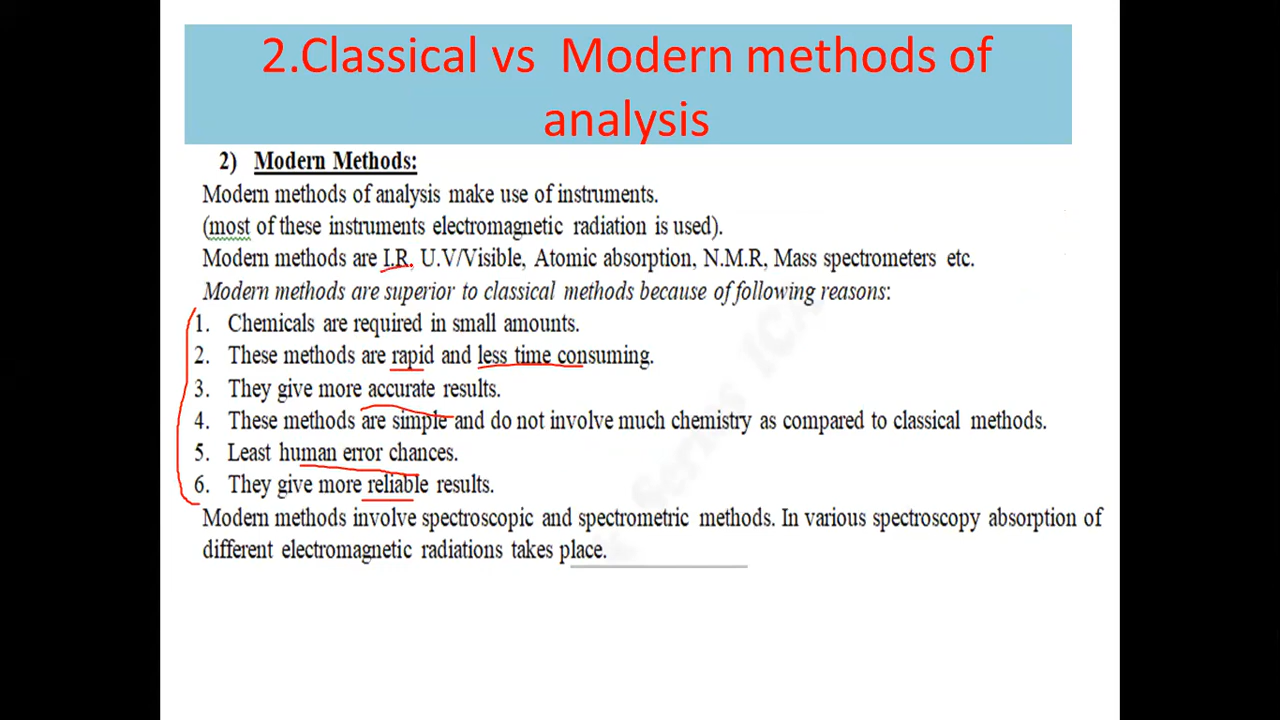 2.Classical vs Modern methods of
analysis
2) Modern Methods:
Modern methods of analysis make use of instruments.
(most of these instruments electromagnetic radiation is used).
Modern methods are I.R, U.V/Visible, Atomic absorption, N.M.R, Mass spectrometers etc.
Modern methods are superior to classical methods because of following reasons:
1. Chemicals are required in small amounts.
2. These methods are rapid and less time consuming.
3. They give more accurate results.
4. These methods are simple and do not involve much chemistry as compared to classical methods.
5. Least human error chances.
6. They give more reliable results.
Modern methods involve spectroscopic and spectrometric methods. In various spectroscopy absorption of
different electromagnetic radiations takes place.
Series